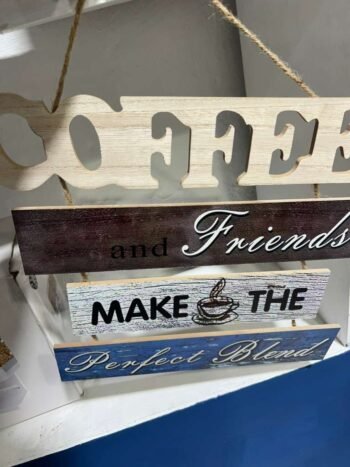 COFFEE
and Friends
MAKE THE
Perfect Blend